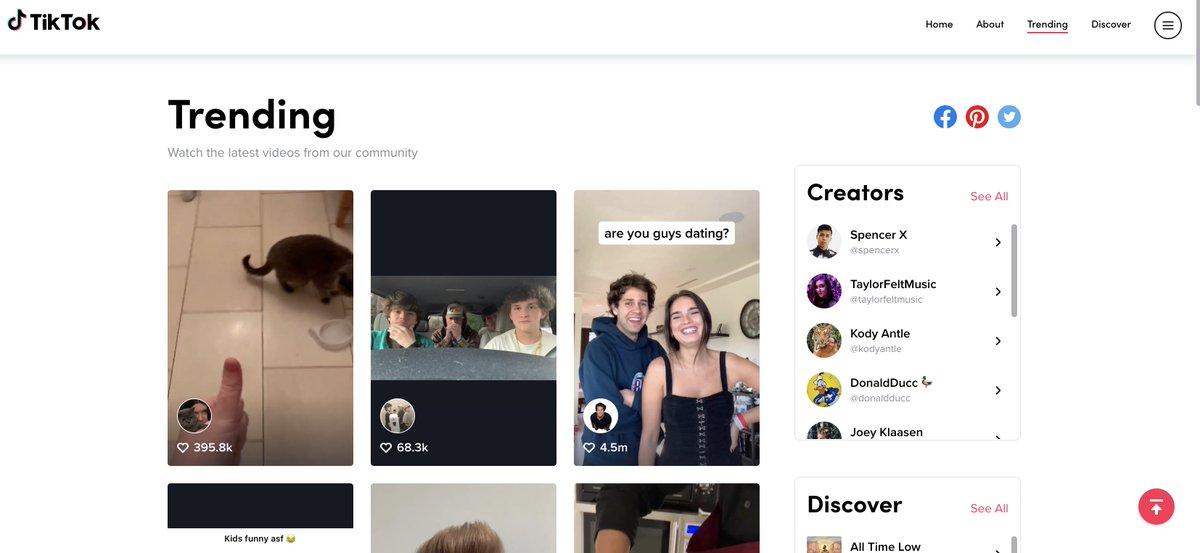 TikTok
Home
About
Trending
Discover
Trending
Watch the latest videos from our community
395.8k
68.3k
are you guys dating?
4.5m
Kids funny asf 😂
Creators
See All
Spencer X
@spencerx
TaylorFeltMusic
@taylorfeltmusic
Kody Antle
@kodyantle
DonaldDucc 🦆
@donalducc
Joey Klaasen
Discover
See All
All Time Low